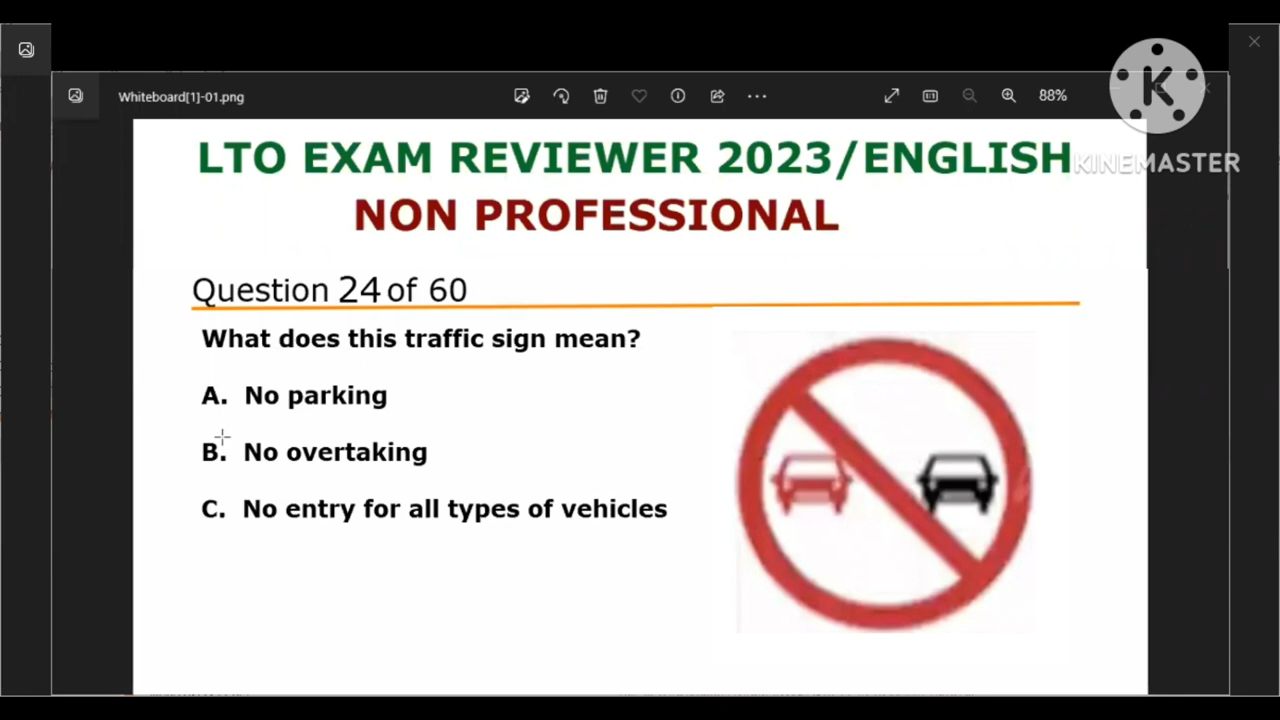 Whiteboard[1]-01.png
88%
K
KINEMASTER
LTO EXAM REVIEWER 2023/ENGLISH
NON PROFESSIONAL
Question 24 of 60
What does this traffic sign mean?
A. No parking
B. No overtaking
C. No entry for all types of vehicles